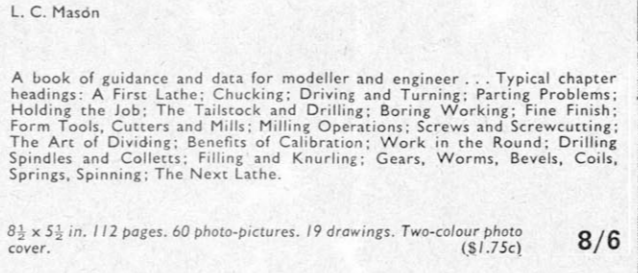 L. C. Mason
A book of guidance and data for modeller and engineer . . . Typical chapter
headings: A First Lathe; Chucking; Driving and Turning; Parting Problems;
Holding the Job; The Tailstock and Drilling; Boring Working; Fine Finish;
Form Tools, Cutters and Mills; Milling Operations; Screws and Screwcutting;
The Art of Dividing; Benefits of Calibration; Work in the Round; Drilling
Spindles and Colletts; Filling and Knurling; Gears, Worms, Bevels, Coils,
Springs, Spinning; The Next Lathe.
8½ x 5½ in. 112 pages. 60 photo-pictures. 19 drawings. Two-colour photo
cover. ($1.75c) 8/6